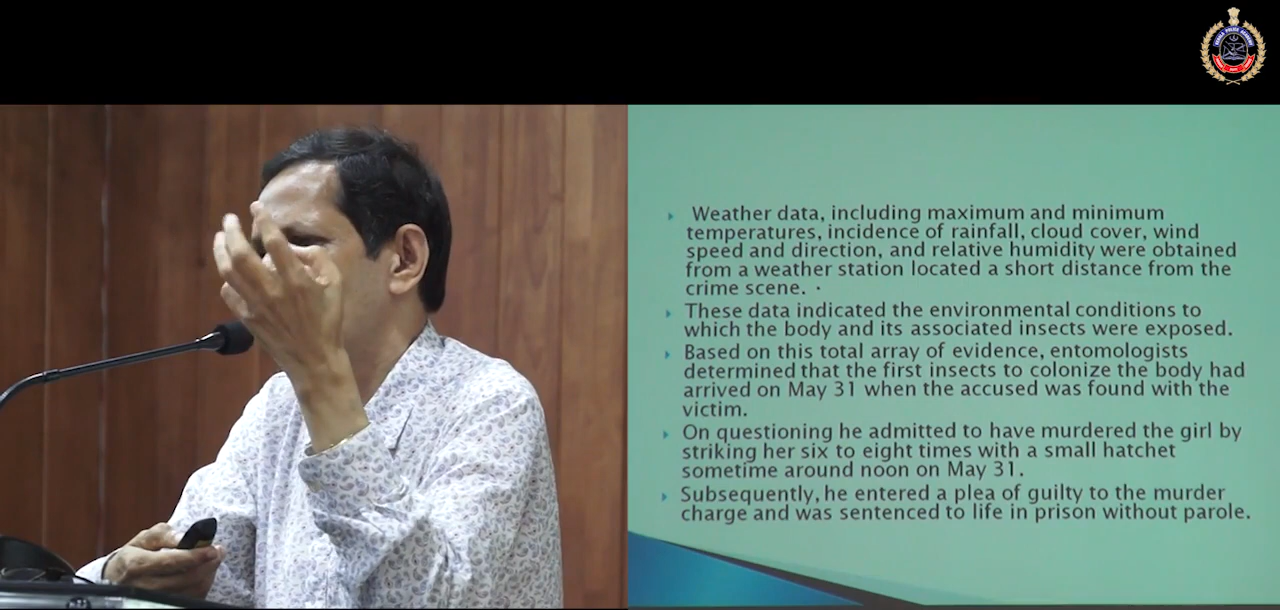 Weather data, including maximum and minimum
temperatures, incidence of rainfall, cloud cover, wind
speed and direction, and relative humidity were obtained
from a weather station located a short distance from the
crime scene.
These data indicated the environmental conditions to
which the body and its associated insects were exposed.
Based on this total array of evidence, entomologists
determined that the first insects to colonize the body had
arrived on May 31 when the accused was found with the
victim.
On questioning he admitted to have murdered the girl by
striking her six to eight times with a small hatchet
sometime around noon on May 31.
Subsequently, he entered a plea of guilty to the murder
charge and was sentenced to life in prison without parole.